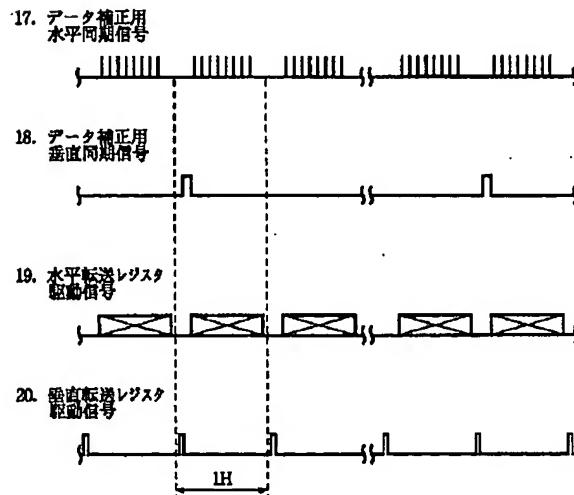 17. データ補正用
水平同期信号
18. データ補正用
垂直同期信号
19. 水平転送レジスタ
駆動信号
20. 垂直転送レジスタ
駆動信号
1H